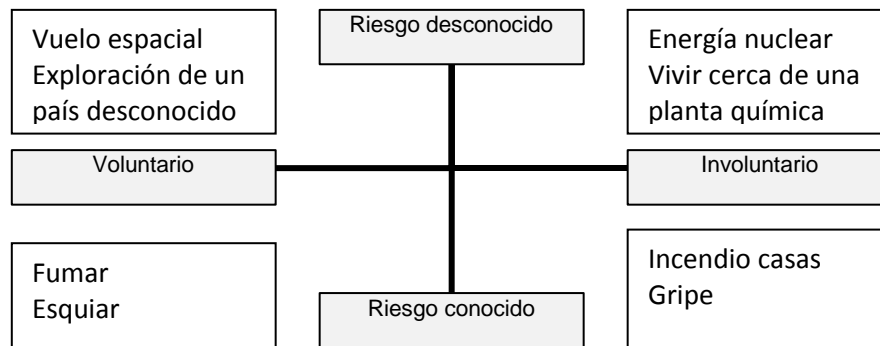 Vuelo espacial
Exploración de un
país desconocido
Riesgo desconocido
Energía nuclear
Vivir cerca de una
planta química
Voluntario
Involuntario
Fumar
Esquiar
Riesgo conocido
Incendio casas
Gripe